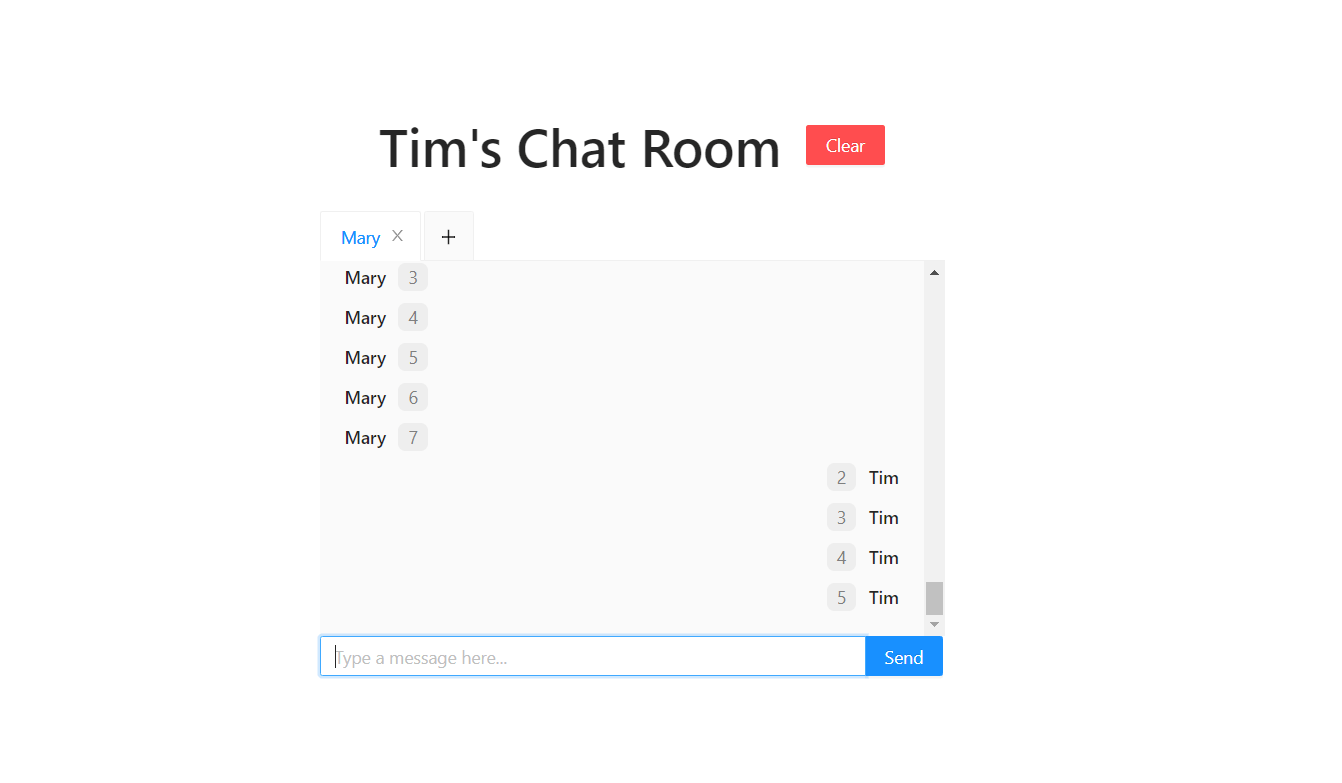 Tim's Chat Room Clear
Mary
Mary 3
Mary 4
Mary 5
Mary 6
Mary 7
2 Tim
3 Tim
4 Tim
5 Tim
Type a message here... Send